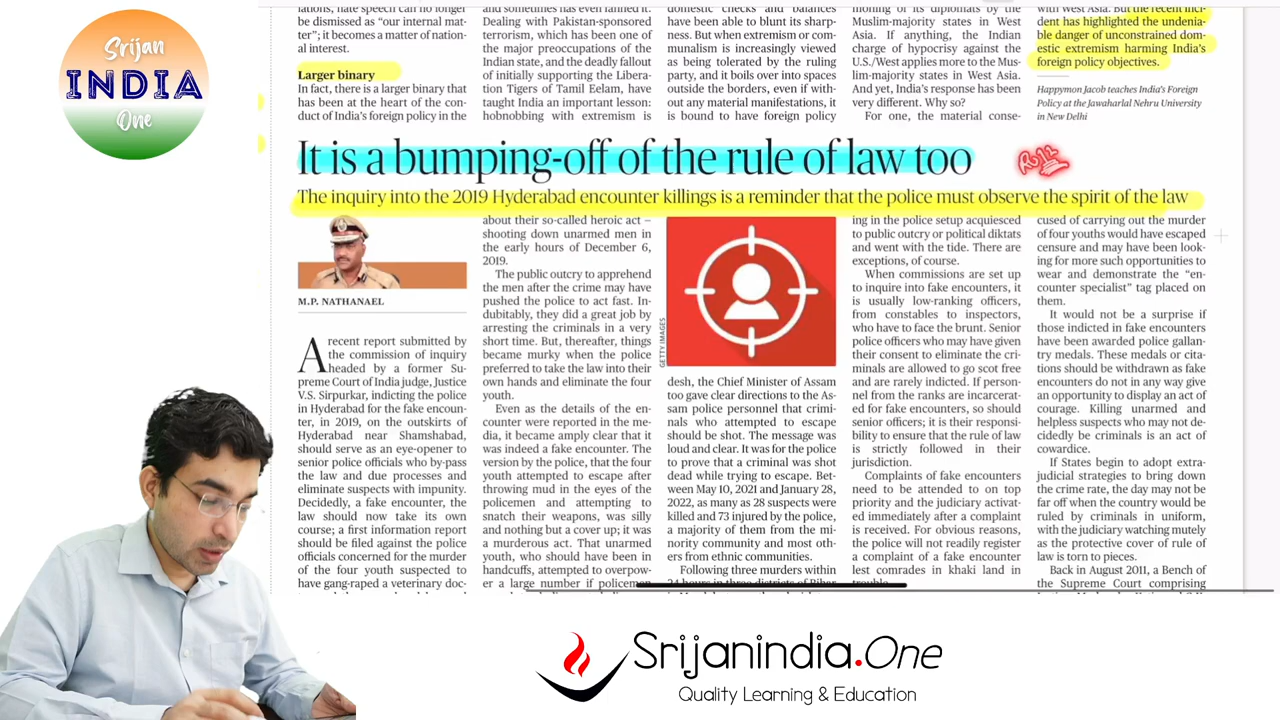 Srijan
INDIA
One
lations, hate speech can no longer
be dismissed as “our internal mat-
ter”; it becomes a matter of nation-
al interest.
Larger binary
In fact, there is a larger binary that
has been at the heart of the con-
duct of India’s foreign policy in the
and sometimes has even fanned it.
Dealing with Pakistan-sponsored
terrorism, which has been one of
the major preoccupations of the
Indian state, and the deadly fallout
of initially supporting the Libera-
tion Tigers of Tamil Eelam, have
taught India an important lesson:
hobnobbing with extremism is
domestic checks and balances
have been able to blunt its sharp-
ness. But when extremism or com-
munalism is increasingly viewed
as being tolerated by the ruling
party, and it boils over into spaces
outside the borders, even if with-
out any material manifestations, it
is bound to have foreign policy
moning of its diplomats by the
Muslim-majority states in West
Asia. If anything, the Indian
charge of hypocrisy against the
U.S./West applies more to the Mus-
lim-majority states in West Asia.
And yet, India’s response has been
very different. Why so?
For one, the material conse-
with West Asia. But the recent inci-
dent has highlighted the undenia-
ble danger of unconstrained dom-
estic extremism harming India’s
foreign policy objectives.
Happymon Jacob teaches India’s Foreign
Policy at the Jawaharlal Nehru University
in New Delhi
It is a bumping-off of the rule of law too
The inquiry into the 2019 Hyderabad encounter killings is a reminder that the police must observe the spirit of the law
M.P. NATHANAEL
A recent report submitted by
the commission of inquiry
headed by a former Su-
preme Court of India judge, Justice
V.S. Sirpurkar, indicting the police
in Hyderabad for the fake encoun-
ter, in 2019, on the outskirts of
Hyderabad near Shamshabad,
should serve as an eye-opener to
senior police officials who by-pass
the law and due processes and
eliminate suspects with impunity.
Decidedly, a fake encounter, the
law should now take its own
course; a first information report
should be filed against the police
officials concerned for the murder
of the four youth suspected to
have gang-raped a veterinary doc-
about their so-called heroic act –
shooting down unarmed men in
the early hours of December 6,
2019.
The public outcry to apprehend
the men after the crime may have
pushed the police to act fast. In-
dubitably, they did a great job by
arresting the criminals in a very
short time. But, thereafter, things
became murky when the police
preferred to take the law into their
own hands and eliminate the four
youth.
Even as the details of the en-
counter were reported in the me-
dia, it became amply clear that it
was indeed a fake encounter. The
version by the police, that the four
youth attempted to escape after
throwing mud in the eyes of the
policemen and attempting to
snatch their weapons, was silly
and nothing but a cover up; it was
a murderous act. That unarmed
youth, who should have been in
handcuffs, attempted to overpow-
er a large number if policemen
GETTY IMAGES
desh, the Chief Minister of Assam
too gave clear directions to the As-
sam police personnel that crimi-
nals who attempted to escape
should be shot. The message was
loud and clear. It was for the police
to prove that a criminal was shot
dead while trying to escape. Bet-
ween May 10, 2021 and January 28,
2022, as many as 28 suspects were
killed and 73 injured by the police,
a majority of them from the mi-
nority community and most oth-
ers from ethnic communities.
Following three murders within
24 hours in three districts of Bihar
ing in the police setup acquiesced
to public outcry or political diktats
and went with the tide. There are
exceptions, of course.
When commissions are set up
to inquire into fake encounters, it
is usually low-ranking officers,
from constables to inspectors,
who have to face the brunt. Senior
police officers who may have given
their consent to eliminate the cri-
minals are allowed to go scot free
and are rarely indicted. If person-
nel from the ranks are incarcerat-
ed for fake encounters, so should
senior officers; it is their responsi-
bility to ensure that the rule of law
is strictly followed in their
jurisdiction.
Complaints of fake encounters
need to be attended to on top
priority and the judiciary activat-
ed immediately after a complaint
is received. For obvious reasons,
the police will not readily register
a complaint of a fake encounter
lest comrades in khaki land in
trouble.
cused of carrying out the murder
of four youths would have escaped
censure and may have been look-
ing for more such opportunities to
wear and demonstrate the “en-
counter specialist” tag placed on
them.
It would not be a surprise if
those indicted in fake encounters
have been awarded police gallan-
try medals. These medals or cita-
tions should be withdrawn as fake
encounters do not in any way give
an opportunity to display an act of
courage. Killing unarmed and
helpless suspects who may not de-
cidedly be criminals is an act of
cowardice.
If States begin to adopt extra-
judicial strategies to bring down
the crime rate, the day may not be
far off when the country would be
ruled by criminals in uniform,
with the judiciary watching mutely
as the protective cover of rule of
law is torn to pieces.
Back in August 2011, a Bench of
the Supreme Court comprising
Srijanindia.One
Quality Learning & Education